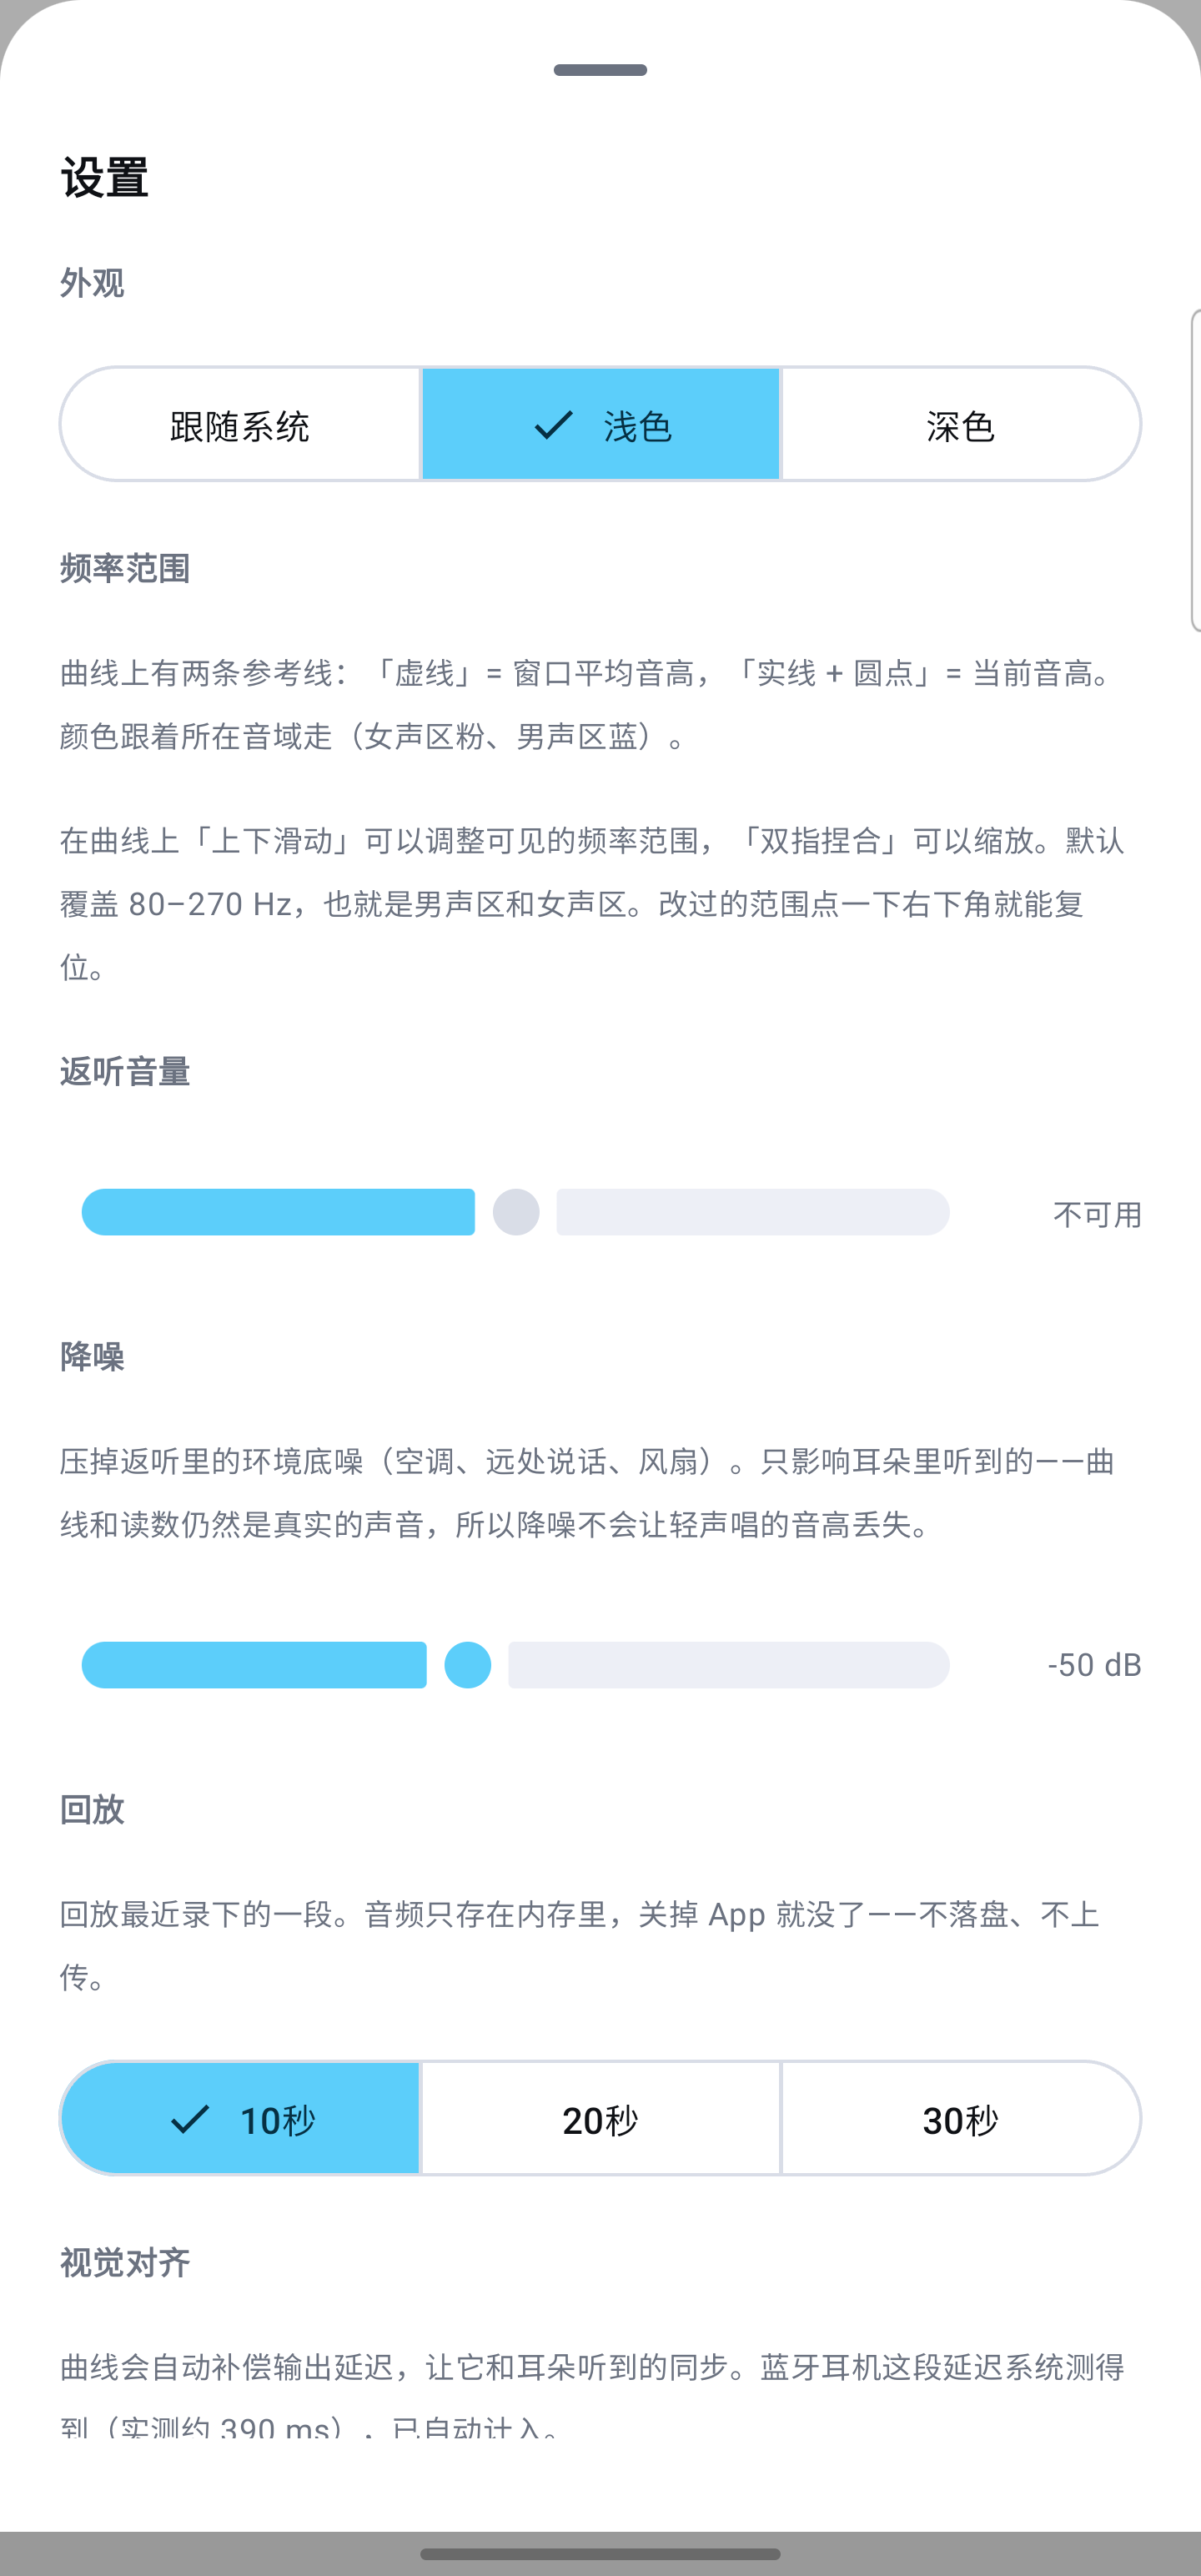 设置
外观
跟随系统
浅色
深色
频率范围
曲线上有两条参考线：「虚线」= 窗口平均音高，「实线 + 圆点」= 当前音高。
颜色跟着所在音域走（女声区粉、男声区蓝）。
在曲线上「上下滑动」可以调整可见的频率范围，「双指捏合」可以缩放。默认
覆盖 80–270 Hz，也就是男声区和女声区。改过的范围点一下右下角就能复
位。
返听音量
不可用
降噪
压掉返听里的环境底噪（空调、远处说话、风扇）。只影响耳朵里听到的——曲
线和读数仍然是真实的声音，所以降噪不会让轻声唱的音高丢失。
-50 dB
回放
回放最近录下的一段。音频只存在内存里，关掉 App 就没了——不落盘、不上
传。
10秒
20秒
30秒
视觉对齐
曲线会自动补偿输出延迟，让它和耳朵听到的同步。蓝牙耳机这段延迟系统测得
到（实测约 390 ms），已自动计入。